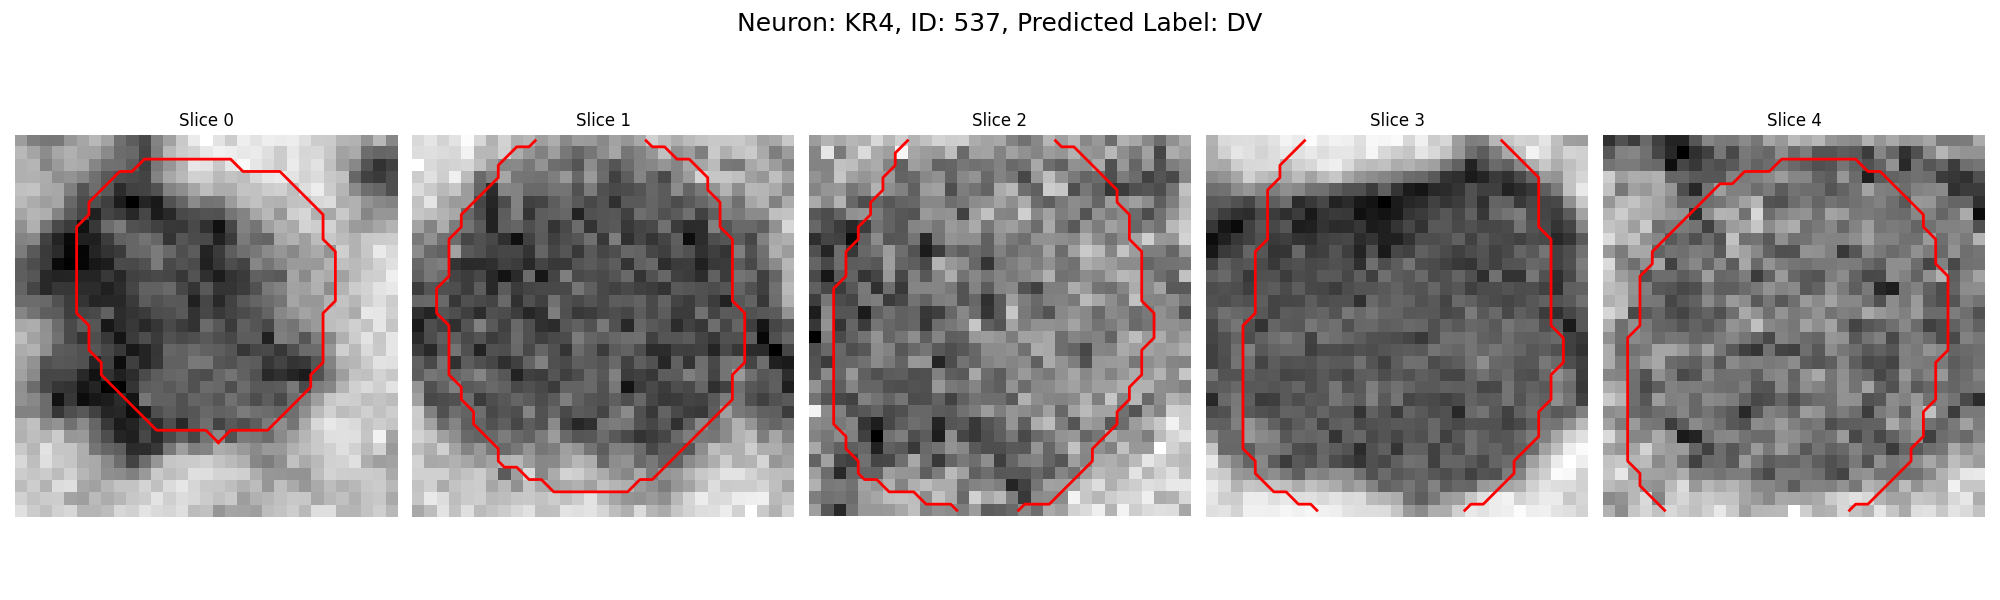 Neuron: KR4, ID: 537, Predicted Label: DV
Slice 0
Slice 1
Slice 2
Slice 3
Slice 4